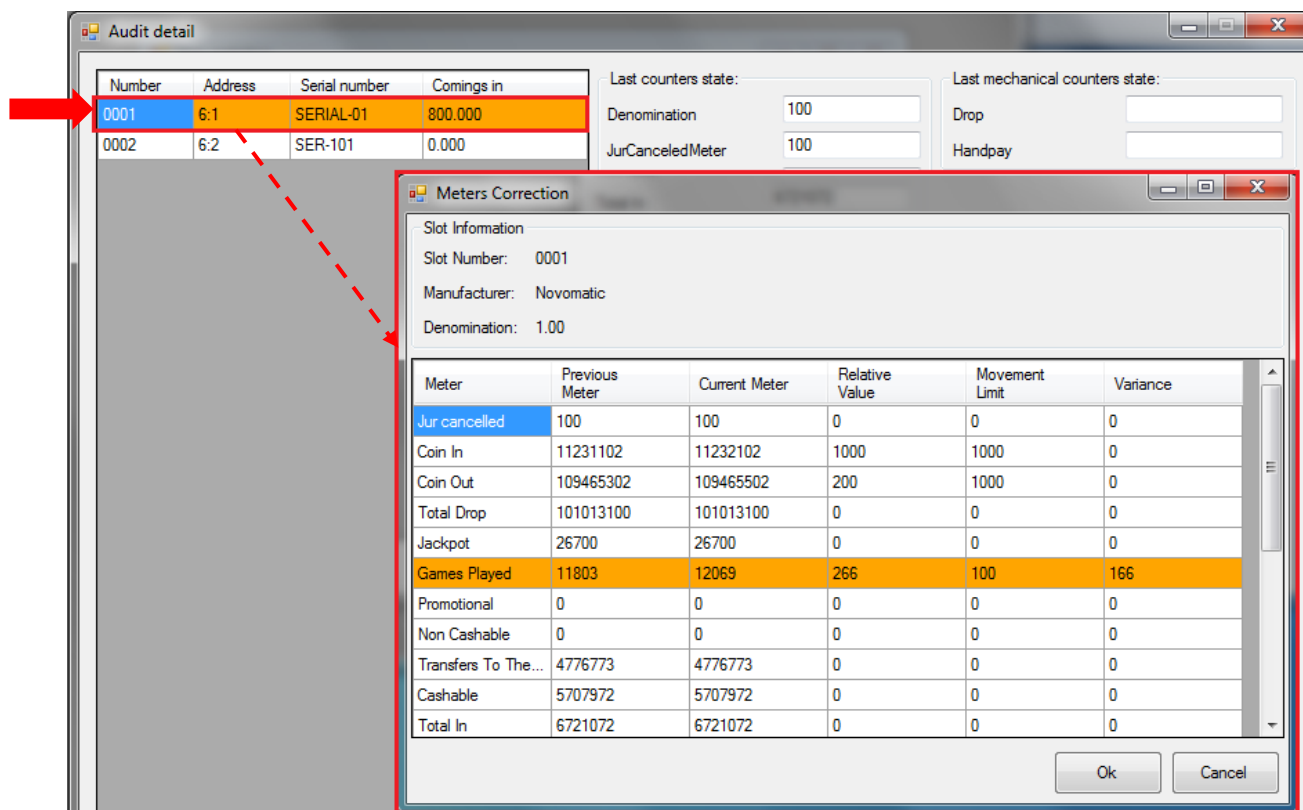 Audit detail
Number Address Serial number Comings in
0001 6:1 SERIAL-01 800.000
0002 6:2 SER-101 0.000
Last counters state:
Denomination 100
JurCanceledMeter 100
Last mechanical counters state:
Drop
Handpay
Meters Correction
Slot Information
Slot Number: 0001
Manufacturer: Novomatic
Denomination: 1.00
Meter Previous Meter Current Meter Relative Value Movement Limit Variance
Jur cancelled 100 100 0 0 0
Coin In 11231102 11232102 1000 1000 0
Coin Out 109465302 109465502 200 1000 0
Total Drop 101013100 101013100 0 0 0
Jackpot 26700 26700 0 0 0
Games Played 11803 12069 266 100 166
Promotional 0 0 0 0 0
Non Cashable 0 0 0 0 0
Transfers To The... 4776773 4776773 0 0 0
Cashable 5707972 5707972 0 0 0
Total In 6721072 6721072 0 0 0
Ok Cancel